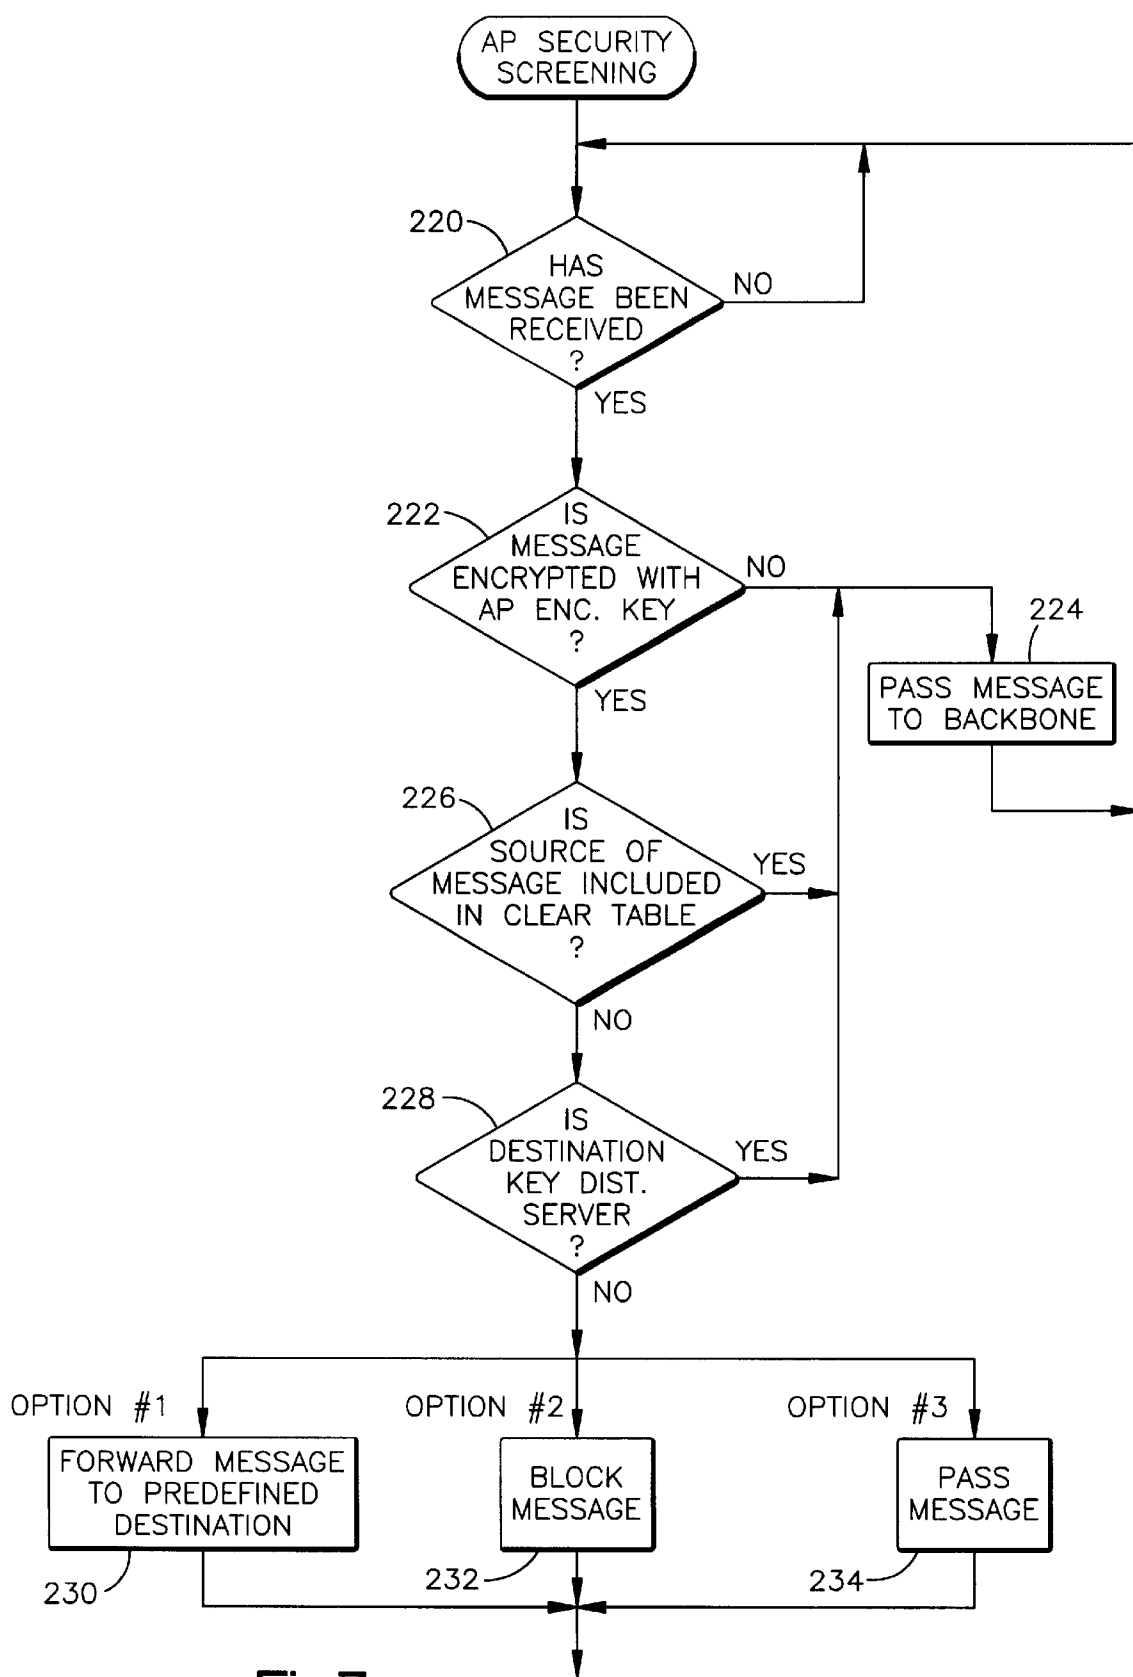 AP SECURITY
SCREENING
220
HAS
MESSAGE BEEN
RECEIVED
?
NO
YES
222
IS
MESSAGE
ENCRYPTED WITH
AP ENC. KEY
?
NO
YES
224
PASS MESSAGE
TO BACKBONE
226
IS
SOURCE OF
MESSAGE INCLUDED
IN CLEAR TABLE
?
YES
NO
228
IS
DESTINATION
KEY DIST.
SERVER
?
YES
NO
OPTION #1
OPTION #2
OPTION #3
FORWARD MESSAGE
TO PREDEFINED
DESTINATION
BLOCK
MESSAGE
PASS
MESSAGE
230
232
234